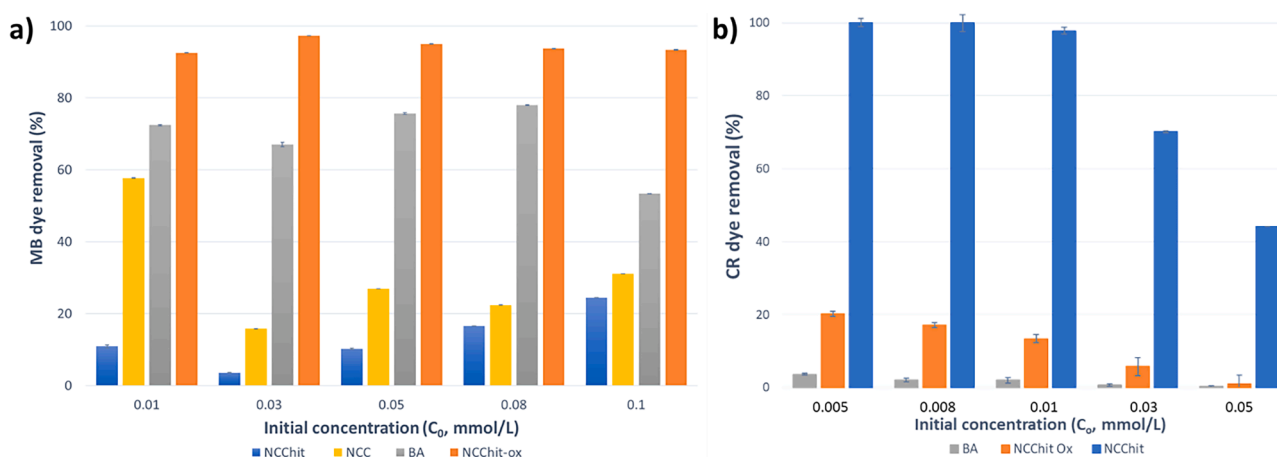 a)
MB dye removal (%)
100
80
60
40
20
0
0.01 0.03 0.05 0.08 0.1
Initial concentration (C₀, mmol/L)
NCChit NCC BA NCChit-ox
b)
CR dye removal (%)
100
80
60
40
20
0
0.005 0.008 0.01 0.03 0.05
Initial concentration (Cₒ, mmol/L)
BA NCChit Ox NCChit